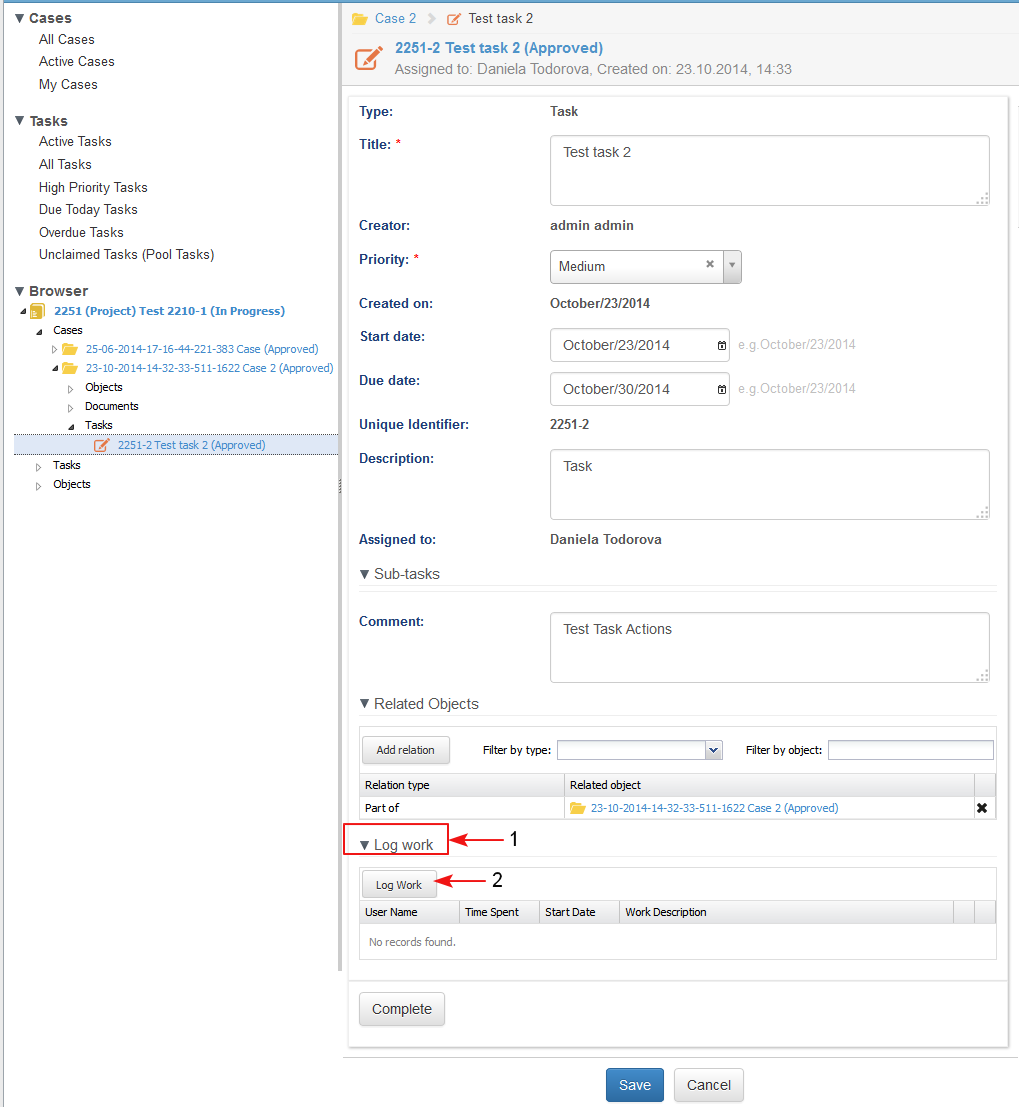 Cases
All Cases
Active Cases
My Cases
Tasks
Active Tasks
All Tasks
High Priority Tasks
Due Today Tasks
Overdue Tasks
Unclaimed Tasks (Pool Tasks)
Browser
2251 (Project) Test 2210-1 (In Progress)
Cases
25-06-2014-17-16-44-221-383 Case (Approved)
23-10-2014-14-32-33-511-1622 Case 2 (Approved)
Objects
Documents
Tasks
2251-2 Test task 2 (Approved)
Tasks
Objects
Case 2 Test task 2
2251-2 Test task 2 (Approved)
Assigned to: Daniela Todorova, Created on: 23.10.2014, 14:33
Type: Task
Title: * Test task 2
Creator: admin admin
Priority: * Medium
Created on: October/23/2014
Start date: October/23/2014 e.g.October/23/2014
Due date: October/30/2014 e.g.October/23/2014
Unique Identifier: 2251-2
Description: Task
Assigned to: Daniela Todorova
Sub-tasks
Comment: Test Task Actions
Related Objects
Add relation Filter by type: Filter by object:
Relation type Related object
Part of 23-10-2014-14-32-33-511-1622 Case 2 (Approved)
Log work 1
Log Work 2
User Name Time Spent Start Date Work Description
No records found.
Complete
Save Cancel